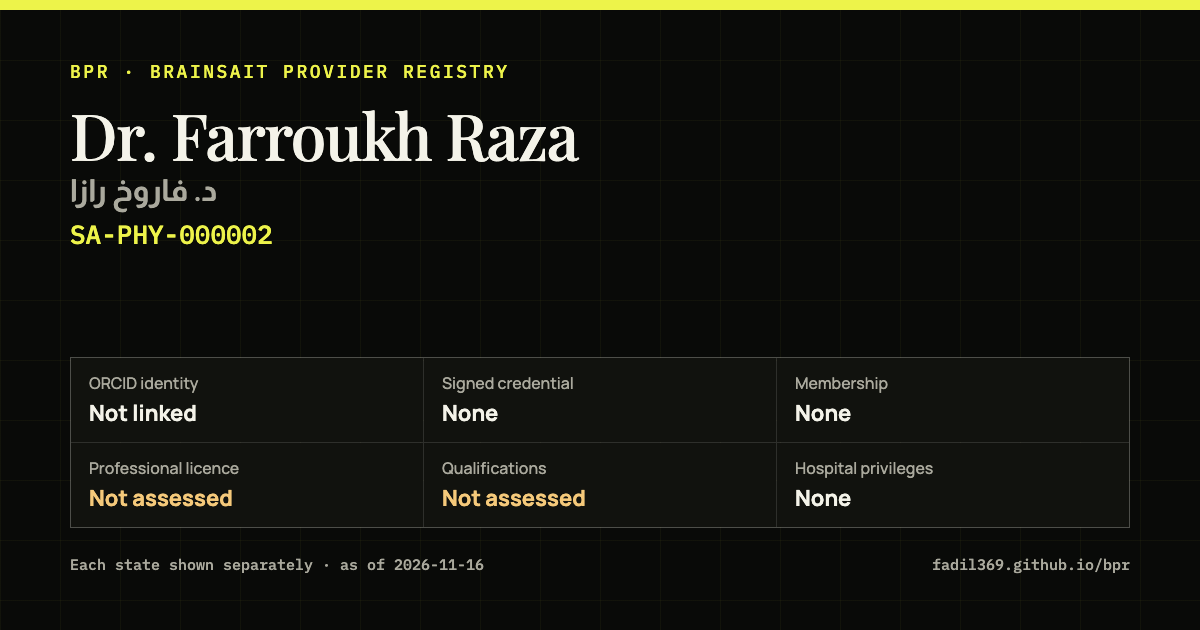 BPR · BRAINSAIT PROVIDER REGISTRY
Dr. Farroukh Raza
د. فاروخ رازا
SA-PHY-000002
ORCID identity
Not linked
Signed credential
None
Membership
None
Professional licence
Not assessed
Qualifications
Not assessed
Hospital privileges
None
Each state shown separately · as of 2026-11-16
fadil369.github.io/bpr